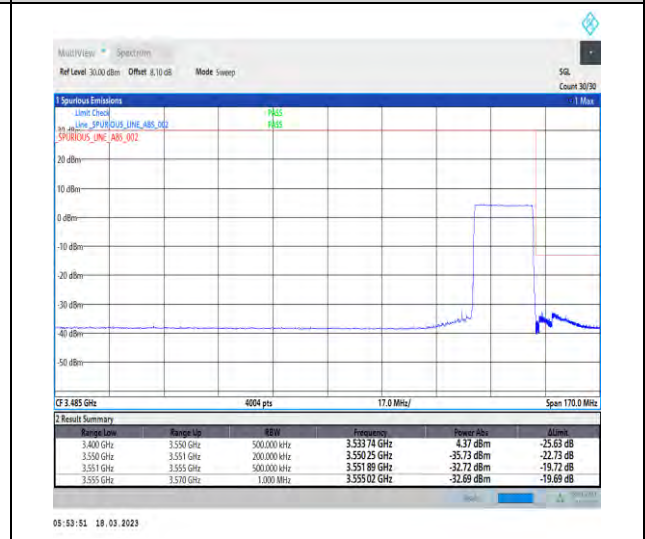 MultiView Spectrum
Ref Level 30.00 dBm Offset 8.10 dB Mode Sweep SGL
Count 30/30
1 Spurious Emissions 1 Max
Limit Check PASS
Line _SPURIOUS_LINE_ABS_002 PASS
_SPURIOUS_LINE_ABS_002
20 dBm
10 dBm
0 dBm
-10 dBm
-20 dBm
-30 dBm
-40 dBm
-50 dBm
CF 3.485 GHz 4004 pts 17.0 MHz/ Span 170.0 MHz
2 Result Summary
Range Low Range Up RBW Frequency Power Abs ΔLimit
3.400 GHz 3.550 GHz 500.000 kHz 3.533 74 GHz 4.37 dBm -25.63 dB
3.550 GHz 3.551 GHz 200.000 kHz 3.550 25 GHz -35.73 dBm -22.73 dB
3.551 GHz 3.555 GHz 500.000 kHz 3.551 89 GHz -32.72 dBm -19.72 dB
3.555 GHz 3.570 GHz 1.000 MHz 3.555 02 GHz -32.69 dBm -19.69 dB
05:53:51 18.03.2023